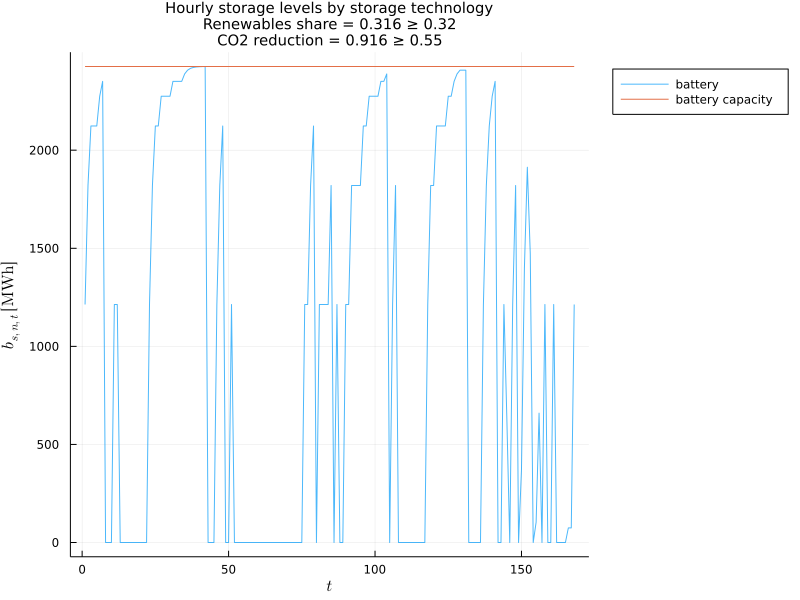 Hourly storage levels by storage technology
Renewables share = 0.316 ≥ 0.32
CO2 reduction = 0.916 ≥ 0.55
battery
battery capacity
b_{s, n, t} [MWh]
2000
1500
1000
500
0
0 50 100 150
t